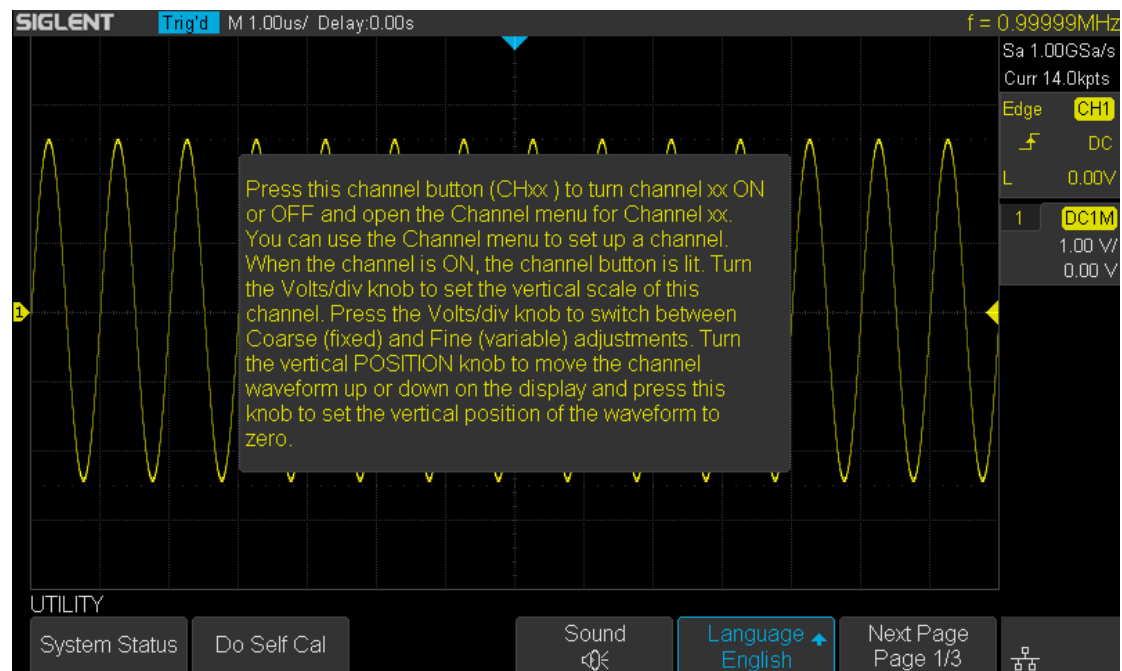 SIGLENT Trig'd M 1.00us/ Delay:0.00s f = 0.99999MHz
Sa 1.00GSa/s
Curr 14.0kpts
Edge CH1
DC
L 0.00V
1 DC1M
1.00 V/
0.00 V
Press this channel button (CHxx ) to turn channel xx ON
or OFF and open the Channel menu for Channel xx.
You can use the Channel menu to set up a channel.
When the channel is ON, the channel button is lit. Turn
the Volts/div knob to set the vertical scale of this
channel. Press the Volts/div knob to switch between
Coarse (fixed) and Fine (variable) adjustments. Turn
the vertical POSITION knob to move the channel
waveform up or down on the display and press this
knob to set the vertical position of the waveform to
zero.
1
UTILITY
System Status
Do Self Cal
Sound
Language
English
Next Page
Page 1/3